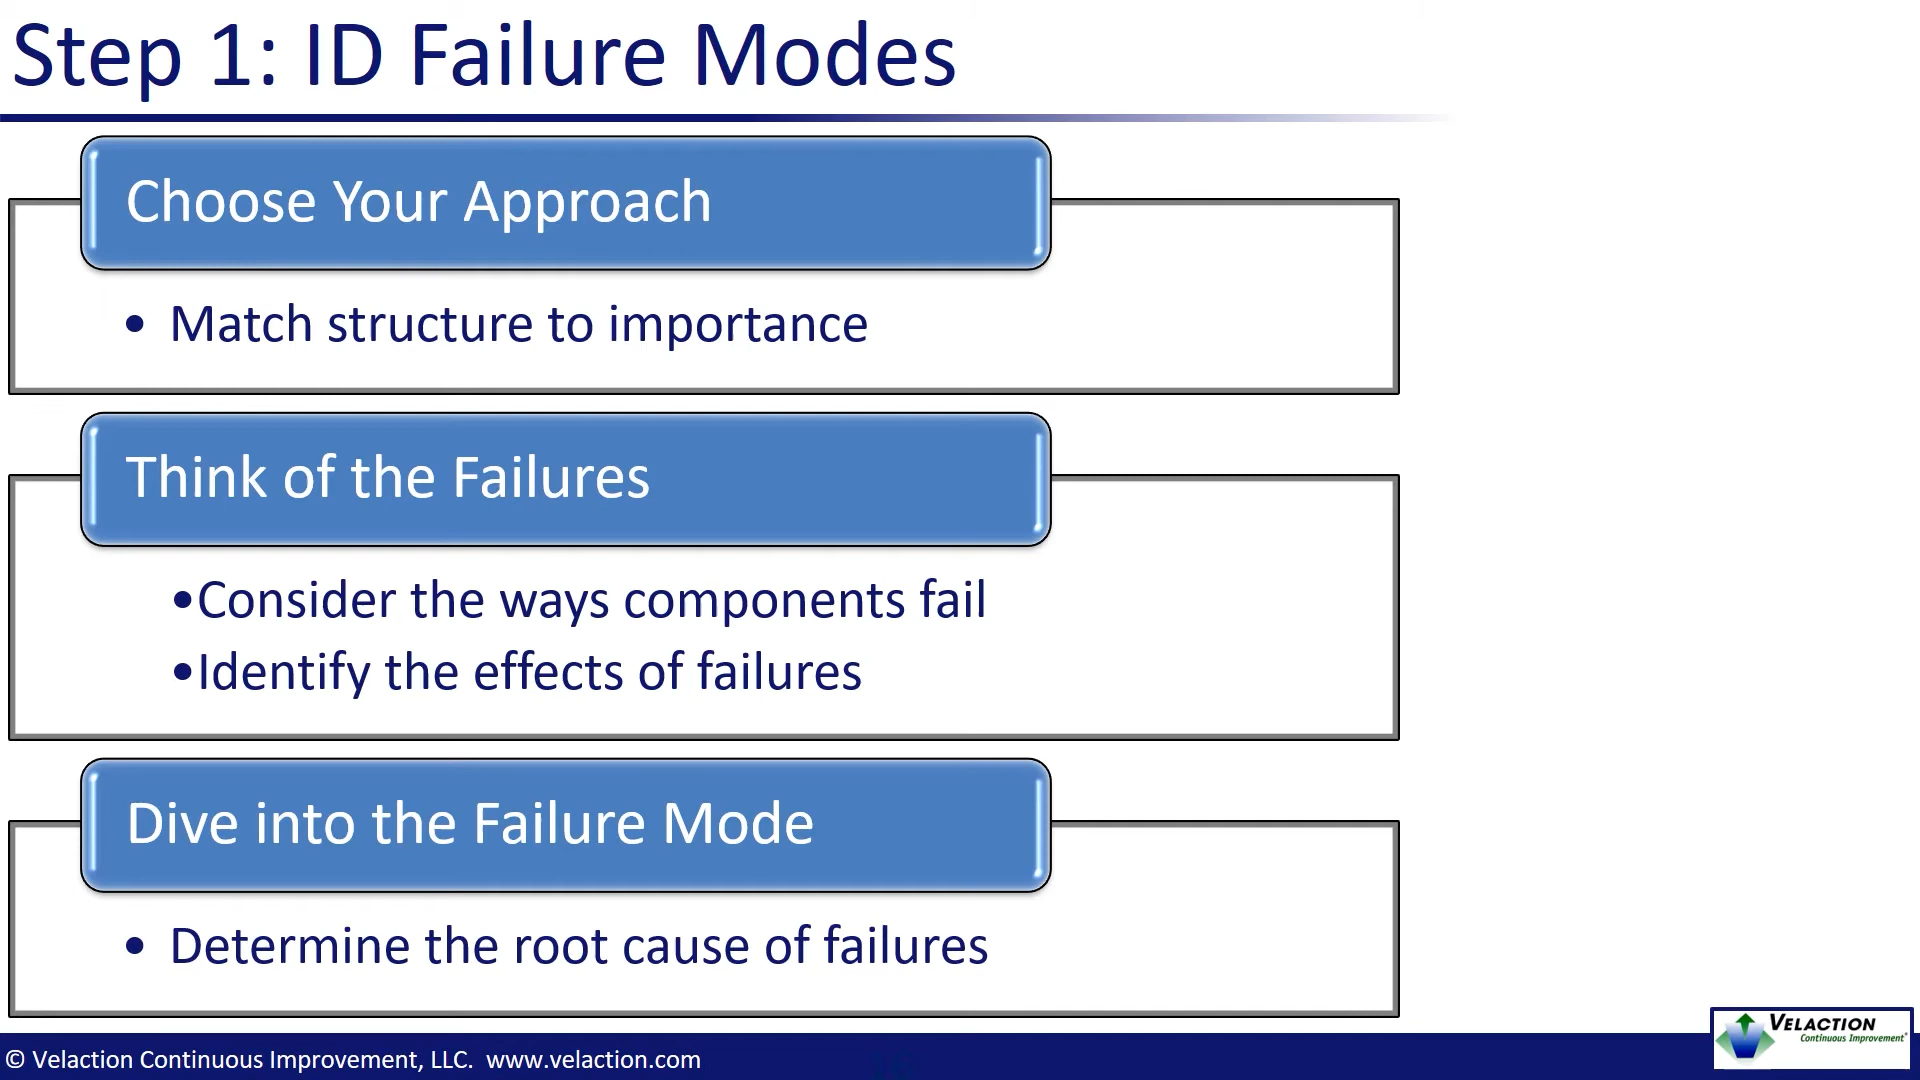 Step 1: ID Failure Modes
Choose Your Approach
• Match structure to importance
Think of the Failures
•Consider the ways components fail
•Identify the effects of failures
Dive into the Failure Mode
• Determine the root cause of failures
© Velaction Continuous Improvement, LLC.  www.velaction.com
VELACTION
Continuous Improvement